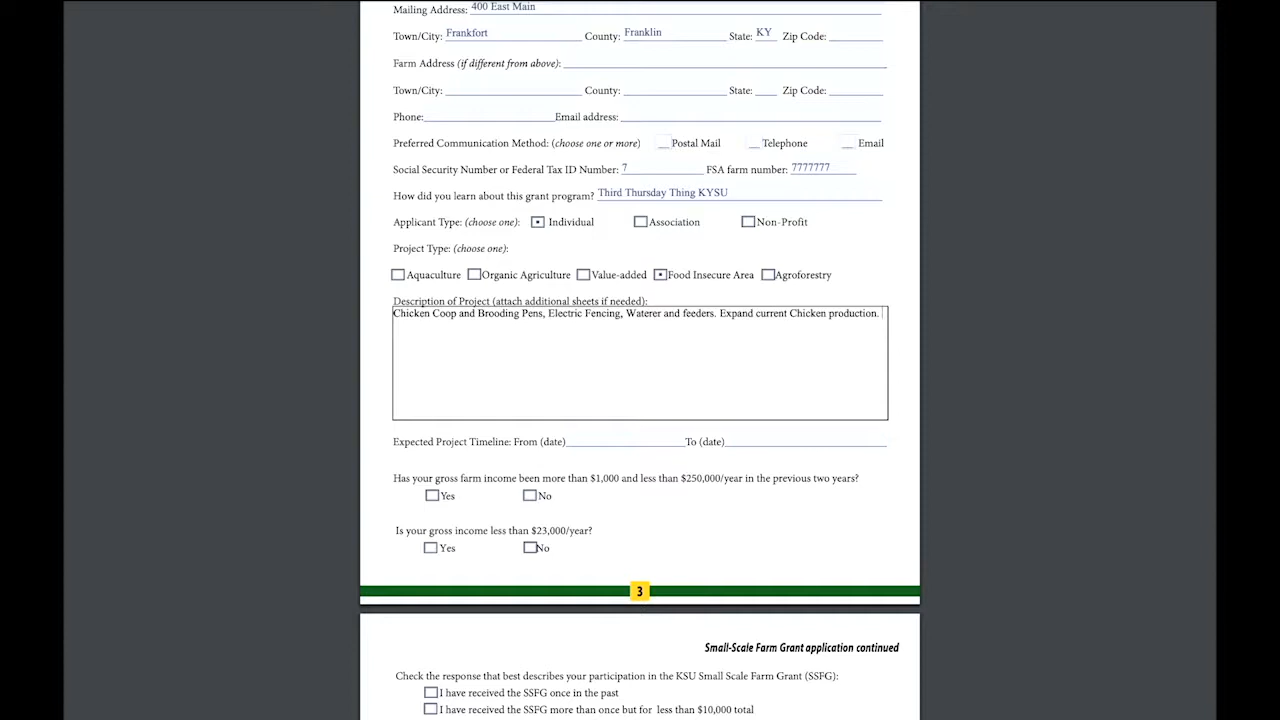 Mailing Address: 400 East Main
Town/City: Frankfort County: Franklin State: KY Zip Code:
Farm Address (if different from above):
Town/City: County: State: Zip Code:
Phone: Email address:
Preferred Communication Method: (choose one or more) Postal Mail Telephone Email
Social Security Number or Federal Tax ID Number: 7 FSA farm number: 7777777
How did you learn about this grant program? Third Thursday Thing KYSU
Applicant Type: (choose one): Individual Association Non-Profit
Project Type: (choose one):
Aquaculture Organic Agriculture Value-added Food Insecure Area Agroforestry
Description of Project (attach additional sheets if needed):
Chicken Coop and Brooding Pens, Electric Fencing, Waterer and feeders. Expand current Chicken production.
Expected Project Timeline: From (date) To (date)
Has your gross farm income been more than $1,000 and less than $250,000/year in the previous two years?
Yes No
Is your gross income less than $23,000/year?
Yes No
3
Small-Scale Farm Grant application continued
Check the response that best describes your participation in the KSU Small Scale Farm Grant (SSFG):
I have received the SSFG once in the past
I have received the SSFG more than once but for less than $10,000 total